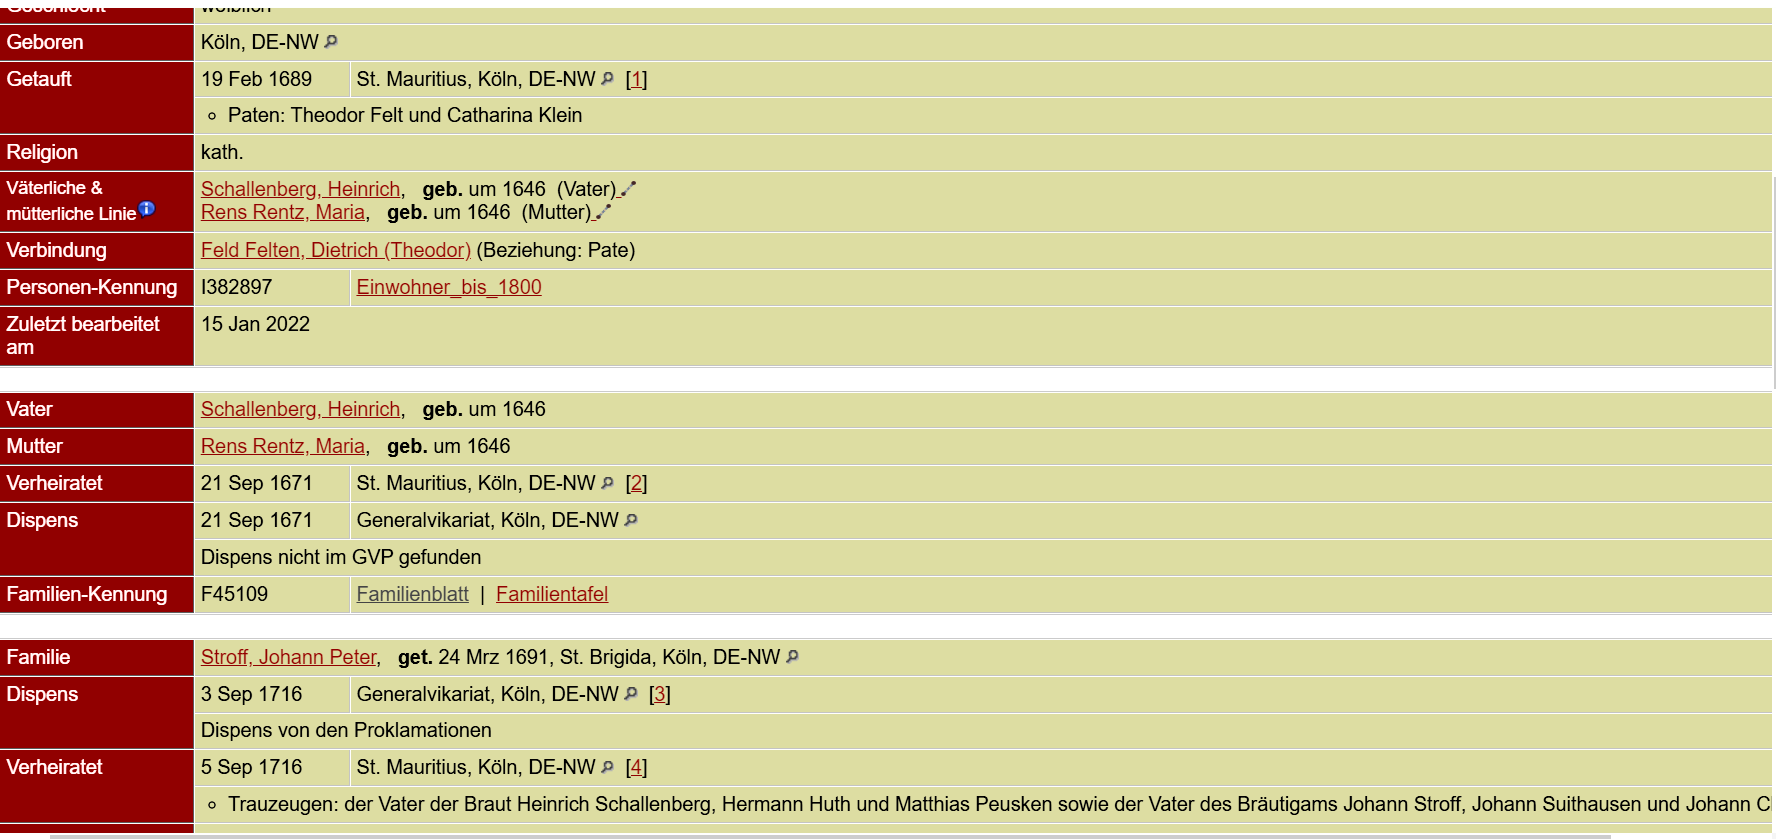 Geschlecht weiblich
Geboren Köln, DE-NW
Getauft 19 Feb 1689 St. Mauritius, Köln, DE-NW [1]
Paten: Theodor Felt und Catharina Klein
Religion kath.
Väterliche & mütterliche Linie
Schallenberg, Heinrich, geb. um 1646 (Vater)
Rens Rentz, Maria, geb. um 1646 (Mutter)
Verbindung Feld Felten, Dietrich (Theodor) (Beziehung: Pate)
Personen-Kennung I382897 Einwohner_bis_1800
Zuletzt bearbeitet am 15 Jan 2022
Vater Schallenberg, Heinrich, geb. um 1646
Mutter Rens Rentz, Maria, geb. um 1646
Verheiratet 21 Sep 1671 St. Mauritius, Köln, DE-NW [2]
Dispens 21 Sep 1671 Generalvikariat, Köln, DE-NW
Dispens nicht im GVP gefunden
Familien-Kennung F45109 Familienblatt | Familientafel
Familie Stroff, Johann Peter, get. 24 Mrz 1691, St. Brigida, Köln, DE-NW
Dispens 3 Sep 1716 Generalvikariat, Köln, DE-NW [3]
Dispens von den Proklamationen
Verheiratet 5 Sep 1716 St. Mauritius, Köln, DE-NW [4]
Trauzeugen: der Vater der Braut Heinrich Schallenberg, Hermann Huth und Matthias Peusken sowie der Vater des Bräutigams Johann Stroff, Johann Suithausen und Johann